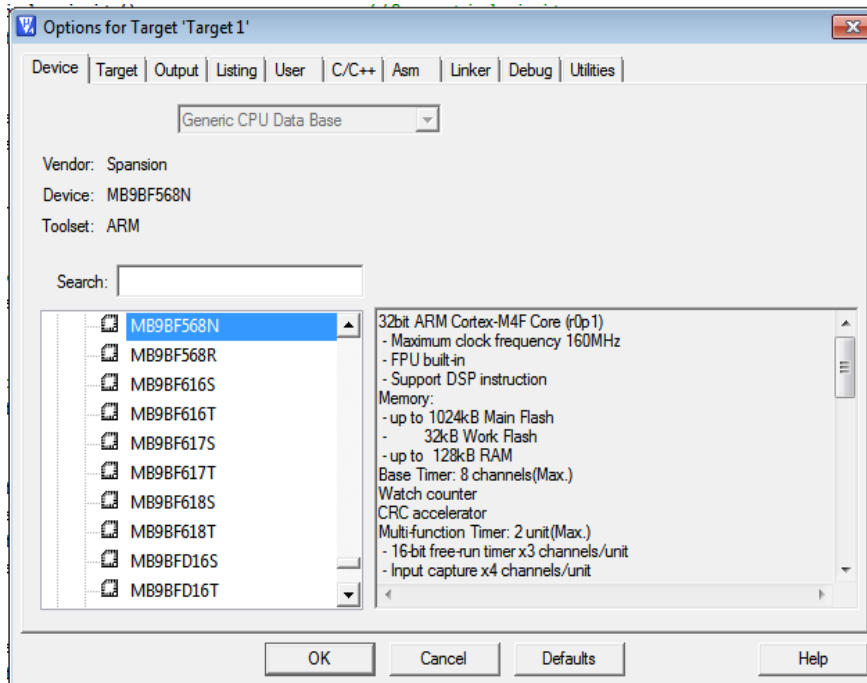 Options for Target 'Target 1'
Device Target Output Listing User C/C++ Asm Linker Debug Utilities
Generic CPU Data Base
Vendor: Spansion
Device: MB9BF568N
Toolset: ARM
Search:
MB9BF568N
MB9BF568R
MB9BF616S
MB9BF616T
MB9BF617S
MB9BF617T
MB9BF618S
MB9BF618T
MB9BFD16S
MB9BFD16T
32bit ARM Cortex-M4F Core (r0p1)
- Maximum clock frequency 160MHz
- FPU built-in
- Support DSP instruction
Memory:
- up to 1024kB Main Flash
- 32kB Work Flash
- up to 128kB RAM
Base Timer: 8 channels(Max.)
Watch counter
CRC accelerator
Multi-function Timer: 2 unit(Max.)
- 16-bit free-run timer x3 channels/unit
- Input capture x4 channels/unit
OK Cancel Defaults Help